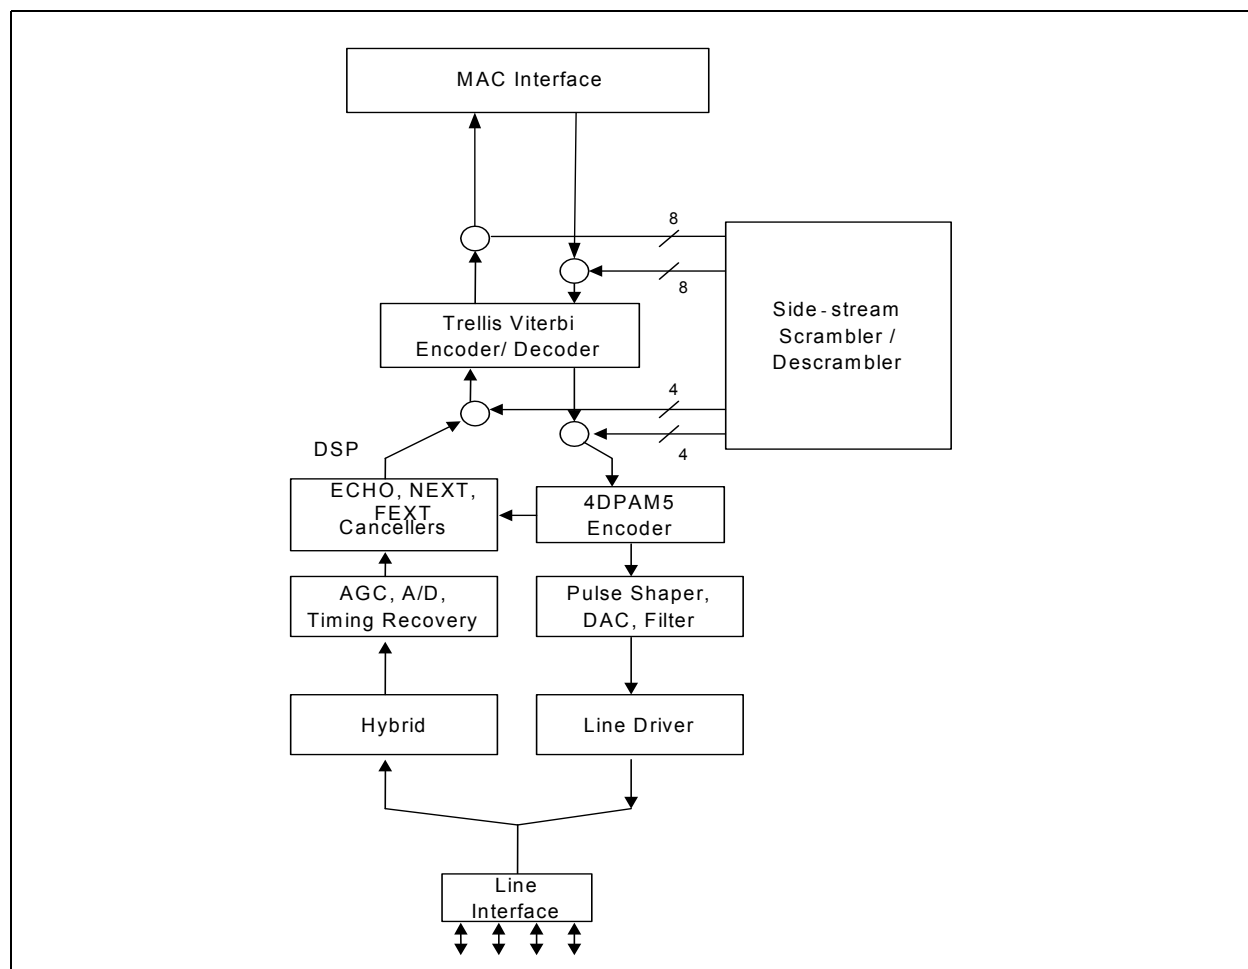 MAC Interface
8
8
Side-stream
Scrambler /
Descrambler
Trellis Viterbi
Encoder/ Decoder
4
4
DSP
ECHO, NEXT,
FEXT
Cancellers
4DPAM5
Encoder
AGC, A/D,
Timing Recovery
Pulse Shaper,
DAC, Filter
Hybrid
Line Driver
Line
Interface